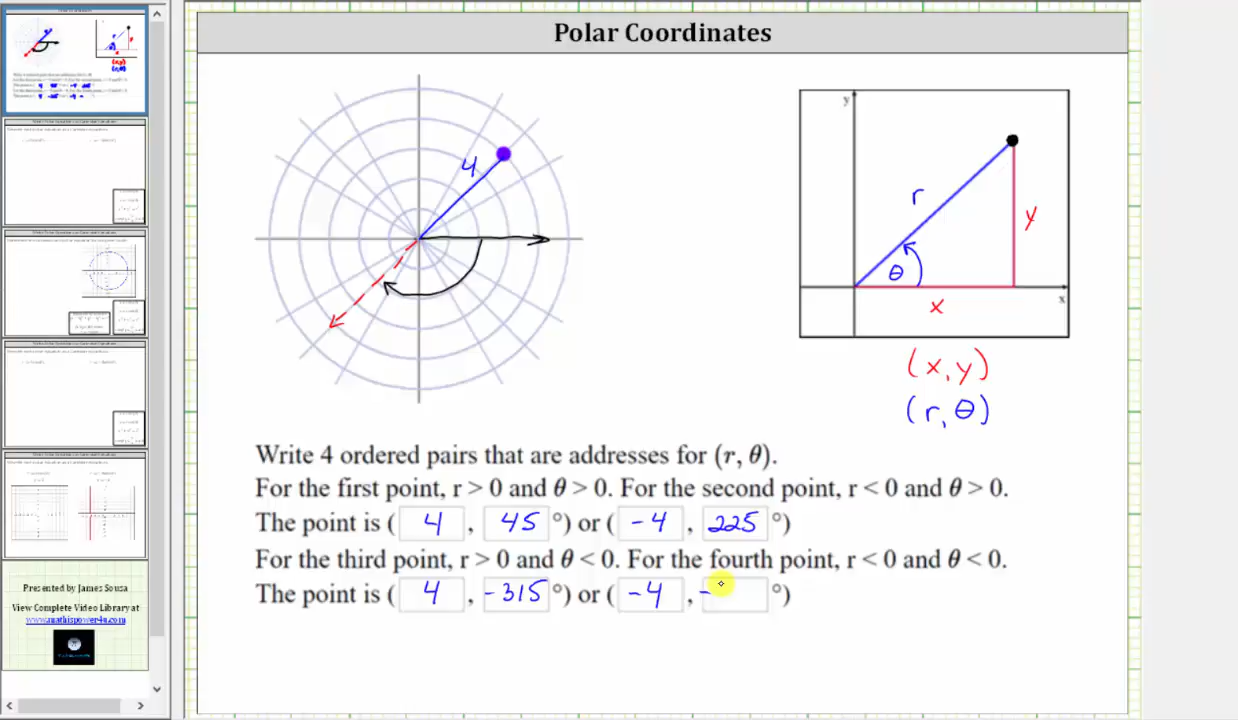 Polar Coordinates
4
y
r
y
θ
x
x
(x, y)
(r, θ)
Write 4 ordered pairs that are addresses for (r, θ).
For the first point, r > 0 and θ > 0. For the second point, r < 0 and θ > 0.
The point is ( 4 , 45 °) or ( -4 , 225 °)
For the third point, r > 0 and θ < 0. For the fourth point, r < 0 and θ < 0.
The point is ( 4 , -315 °) or ( -4 , - °)
Presented by James Sousa
View Complete Video Library at
www.mathispower4u.com